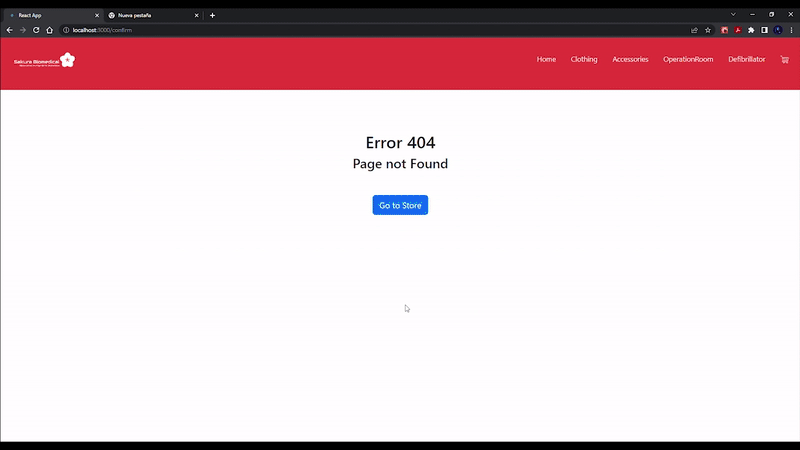 React App
Nueva pestaña
localhost:3000/confirm
Sakura Biomedical
Home
Clothing
Accessories
OperationRoom
Defibrillator
Error 404
Page not Found
Go to Store